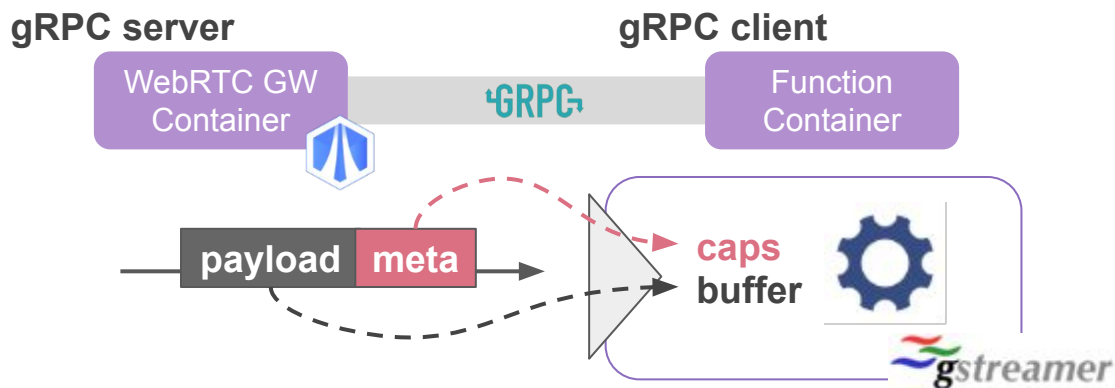 gRPC server
gRPC client
WebRTC GW
Container
GRPC
Function
Container
payload
meta
caps
buffer
gstreamer